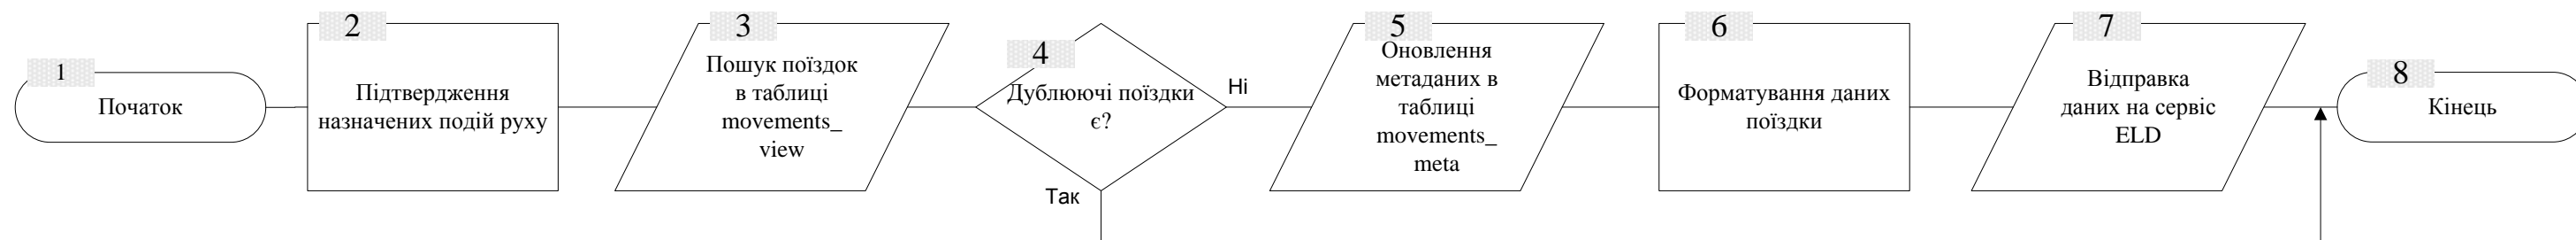 1
Початок
2
Підтвердження
назначених подій руху
3
Пошук поїздок
в таблиці
movements_
view
4
Дублюючі поїздки
є?
Ні
Так
5
Оновлення
метаданих в
таблиці
movements_
meta
6
Форматування даних
поїздки
7
Відправка
даних на сервіс
ELD
8
Кінець